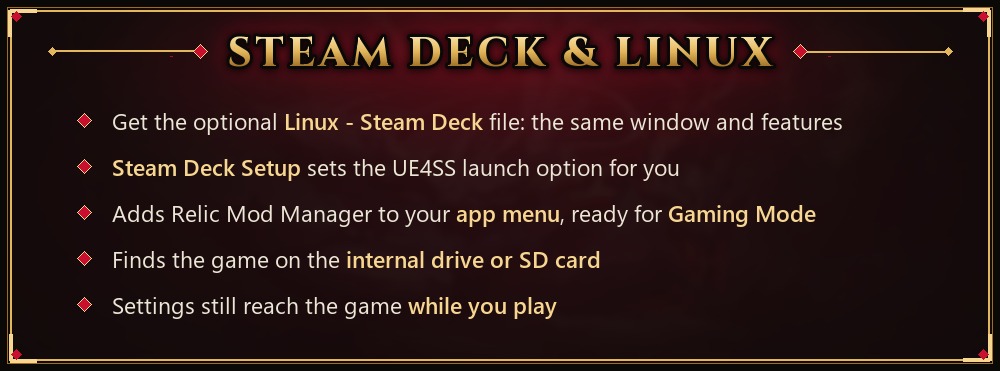 STEAM DECK & LINUX
Get the optional Linux - Steam Deck file: the same window and features
Steam Deck Setup sets the UE4SS launch option for you
Adds Relic Mod Manager to your app menu, ready for Gaming Mode
Finds the game on the internal drive or SD card
Settings still reach the game while you play